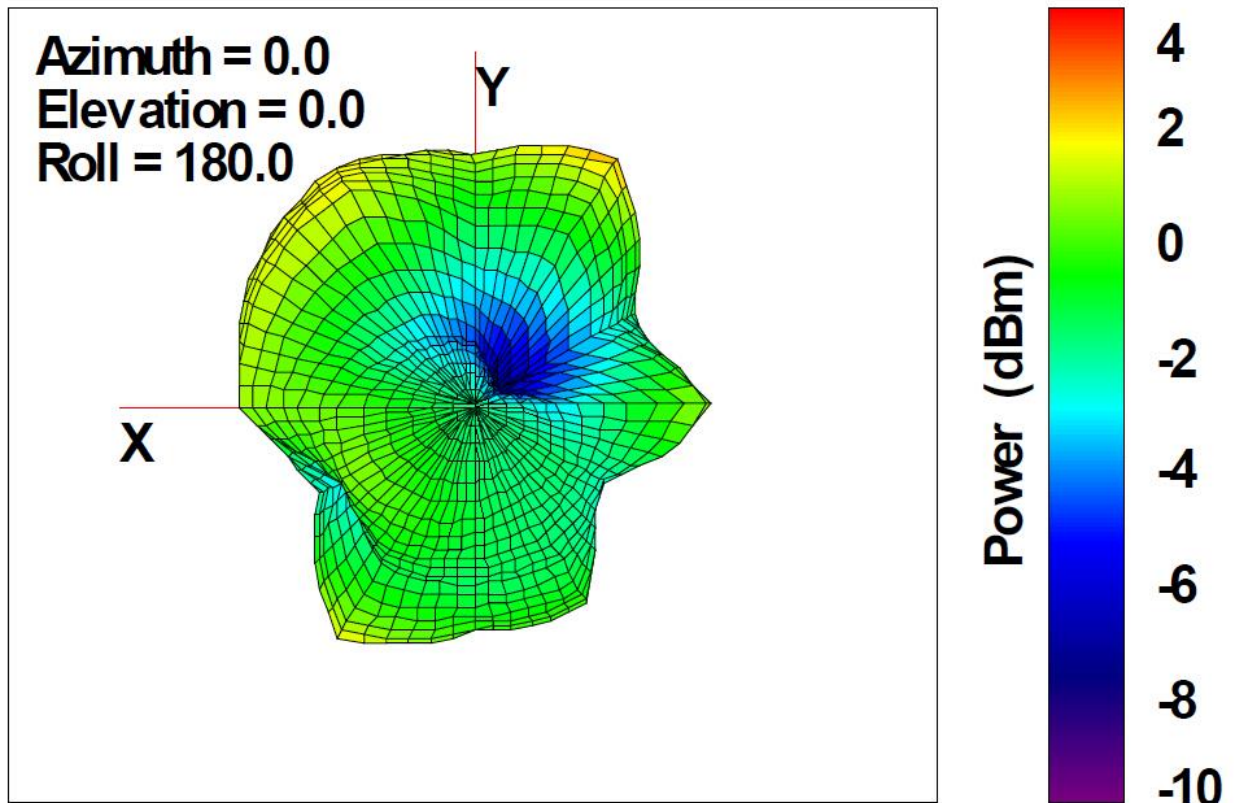 Azimuth = 0.0
Elevation = 0.0
Roll = 180.0
Y
X
Power (dBm)
4
2
0
-2
-4
-6
-8
-10